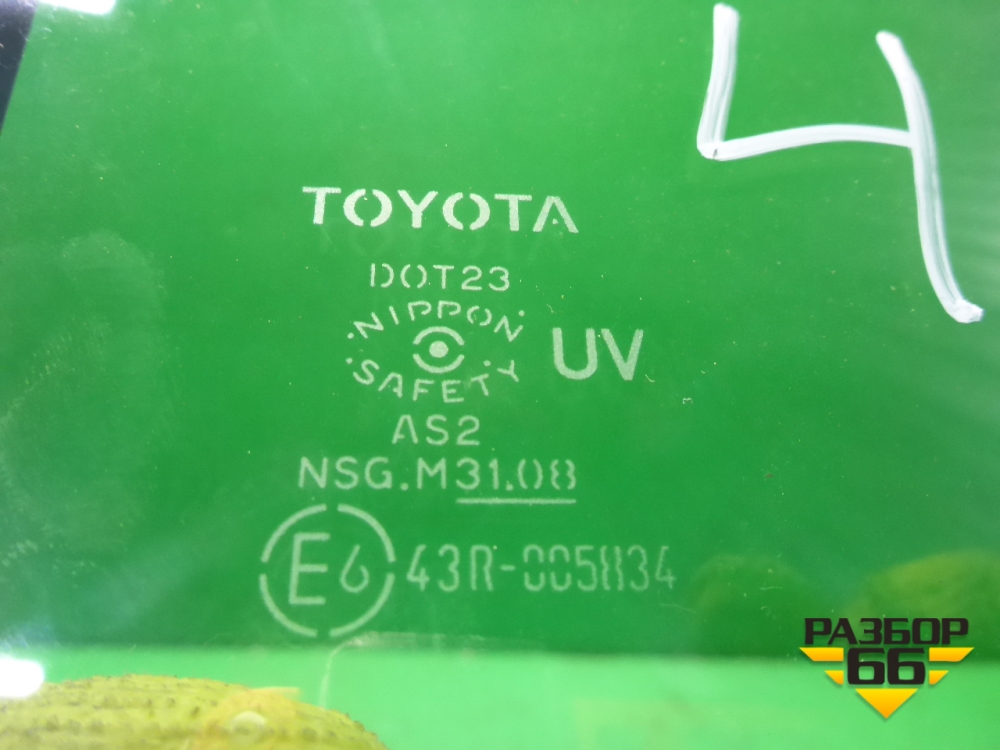 4
TOYOTA
DOT23
NIPPON
SAFETY
UV
AS2
NSG.M31.08
E6 43R-005834
РАЗБОР
66